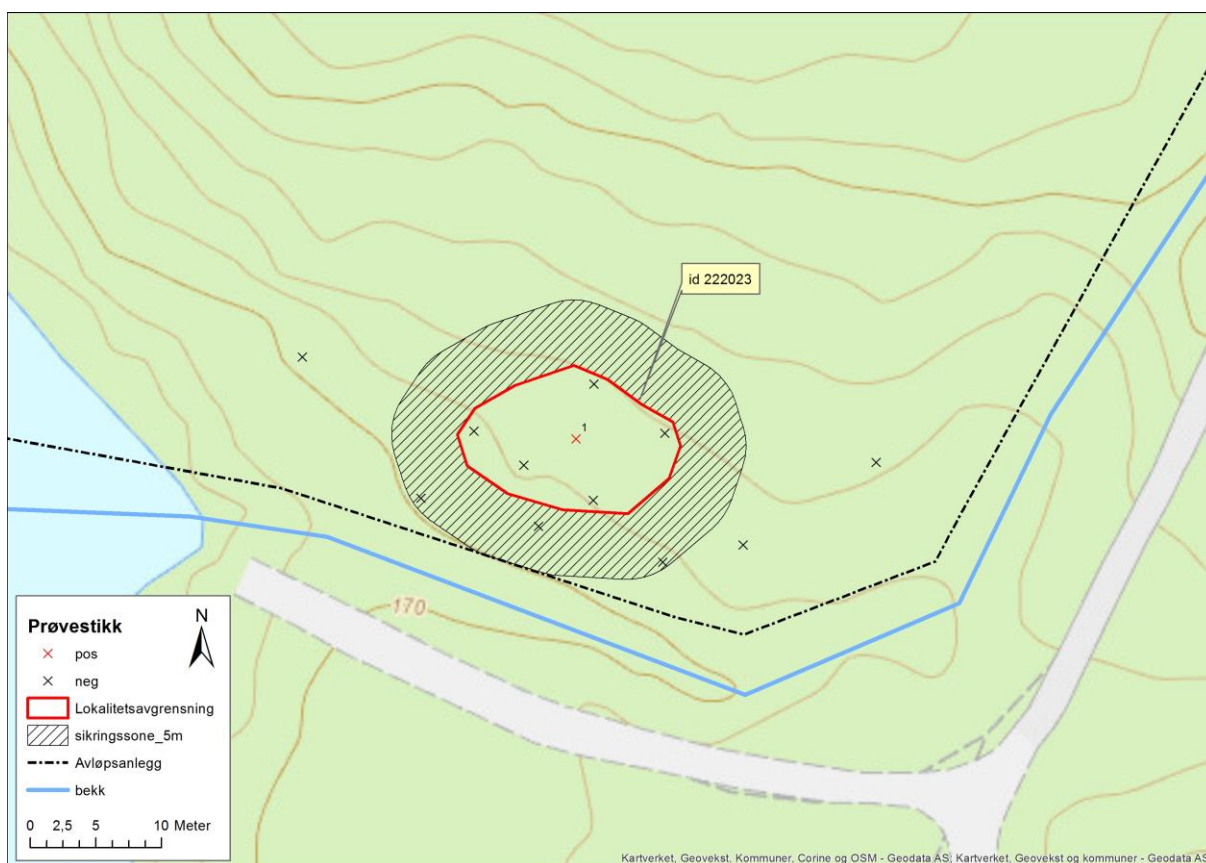 id 222023
1
170
Prøvestikk
N
pos
neg
Lokalitetsavgrensning
sikringssone_5m
Avløpsanlegg
bekk
0 2,5 5 10 Meter
Kartverket, Geovekst, Kommuner, Corine og OSM - Geodata AS, Kartverket, Geovekst og kommuner - Geodata AS